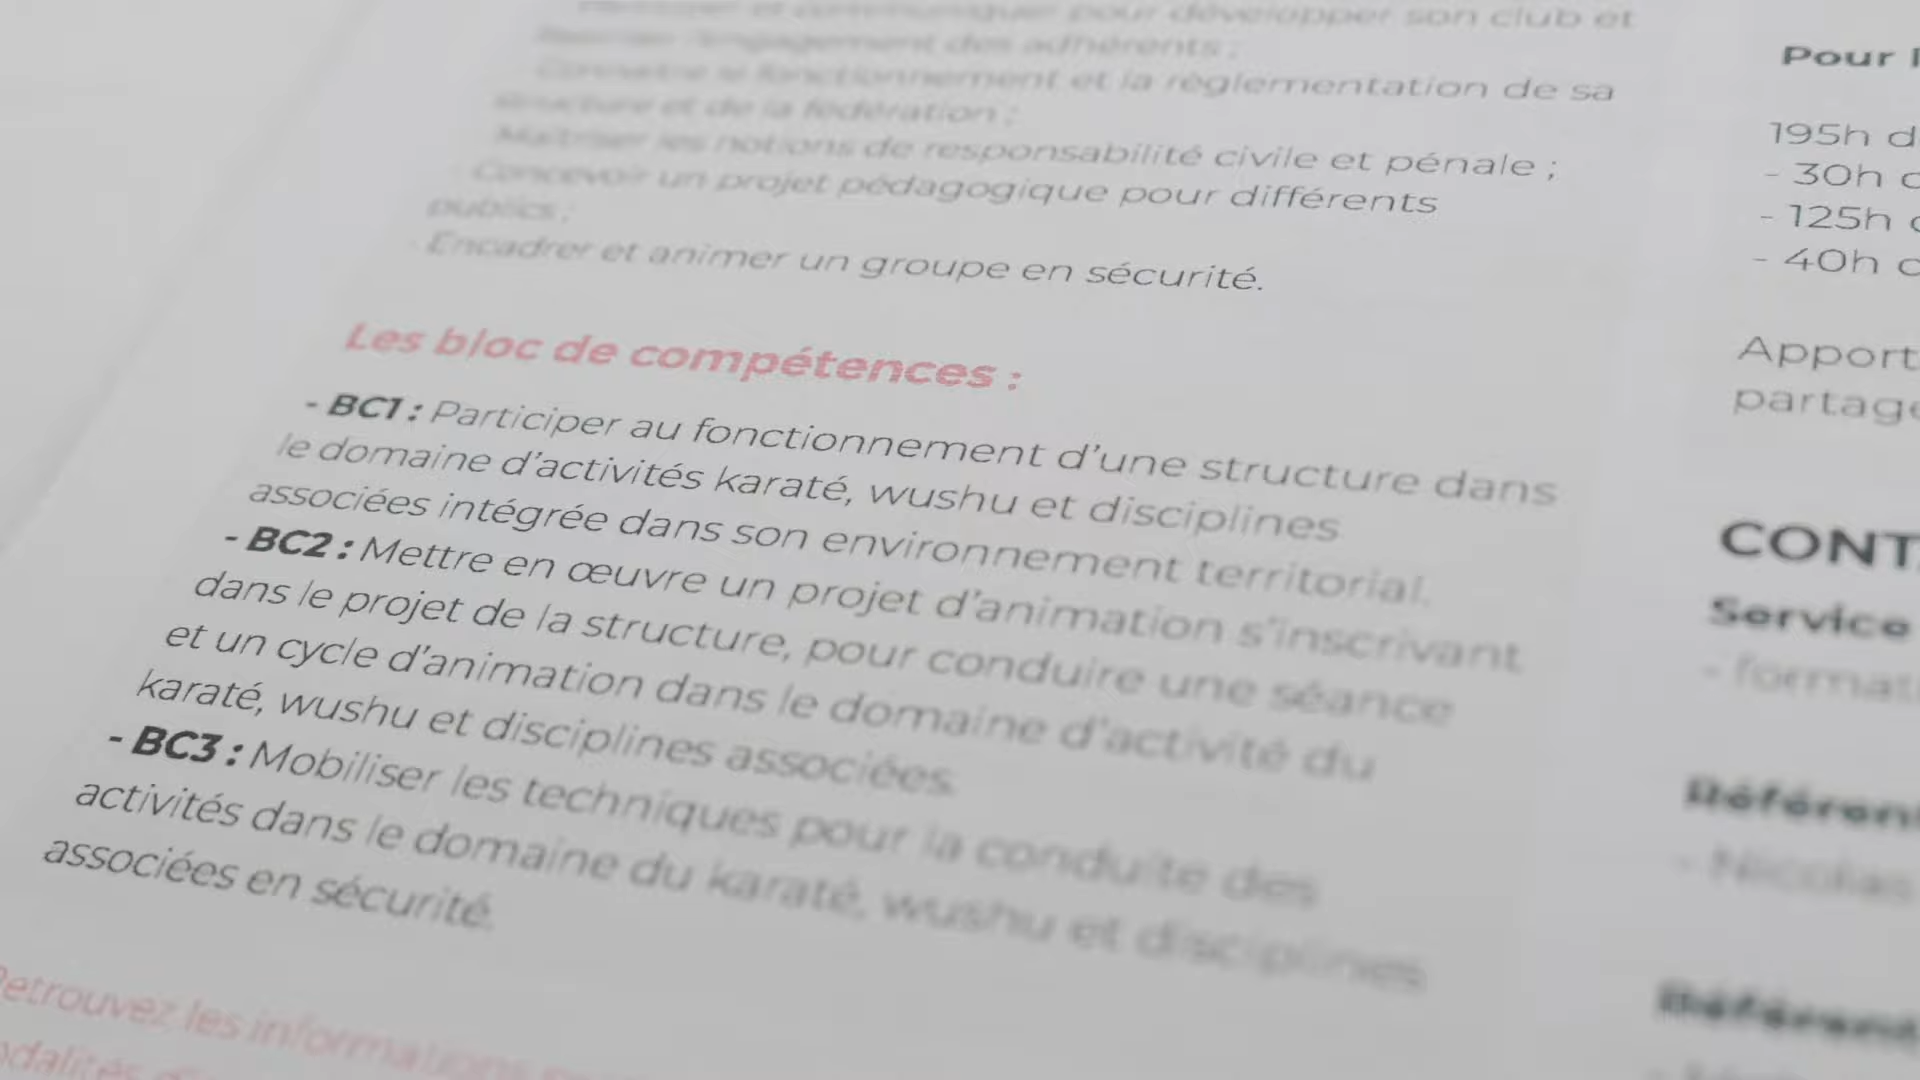 communiquer pour développer son club et
l'engagement des adhérents ;
Connaitre le fonctionnement et la règlementation de sa
structure et de la fédération ;
Maîtriser les notions de responsabilité civile et pénale ;
- Concevoir un projet pédagogique pour différents
publics ;
- Encadrer et animer un groupe en sécurité.
Les bloc de compétences :
- BC1 : Participer au fonctionnement d'une structure dans
le domaine d'activités karaté, wushu et disciplines
associées intégrée dans son environnement territorial.
- BC2 : Mettre en œuvre un projet d'animation s'inscrivant
dans le projet de la structure, pour conduire une séance
et un cycle d'animation dans le domaine d'activité du
karaté, wushu et disciplines associées.
- BC3 : Mobiliser les techniques pour la conduite des
activités dans le domaine du karaté, wushu et disciplines
associées en sécurité.
Retrouvez les informations
Pour
195h
- 30h
- 125h
- 40h
Apport
partage
CONT
Service
- format
Référent
- Nicolas
Référent